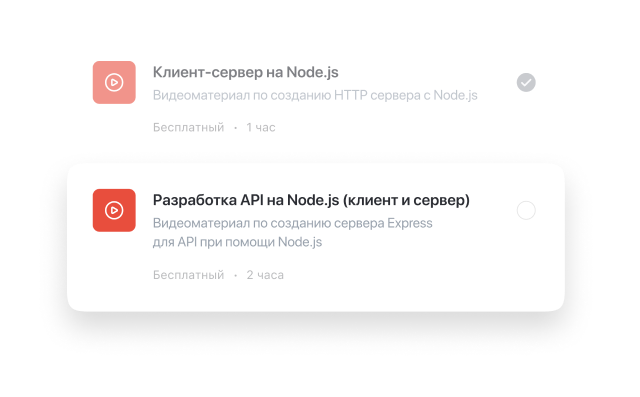 Клиент-сервер на Node.js
Видеоматериал по созданию HTTP сервера с Node.js
Бесплатный • 1 час
Разработка API на Node.js (клиент и сервер)
Видеоматериал по созданию сервера Express
для API при помощи Node.js
Бесплатный • 2 часа